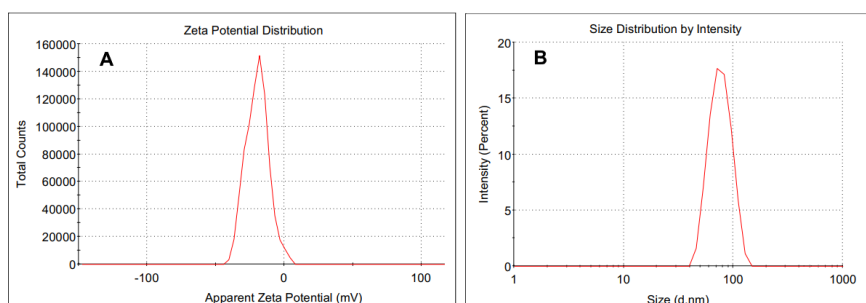 Zeta Potential Distribution
A
160000
140000
120000
100000
80000
60000
40000
20000
0
Total Counts
-100
0
100
Apparent Zeta Potential (mV)
Size Distribution by Intensity
B
20
15
10
5
0
Intensity (Percent)
1
10
100
1000
Size (d.nm)